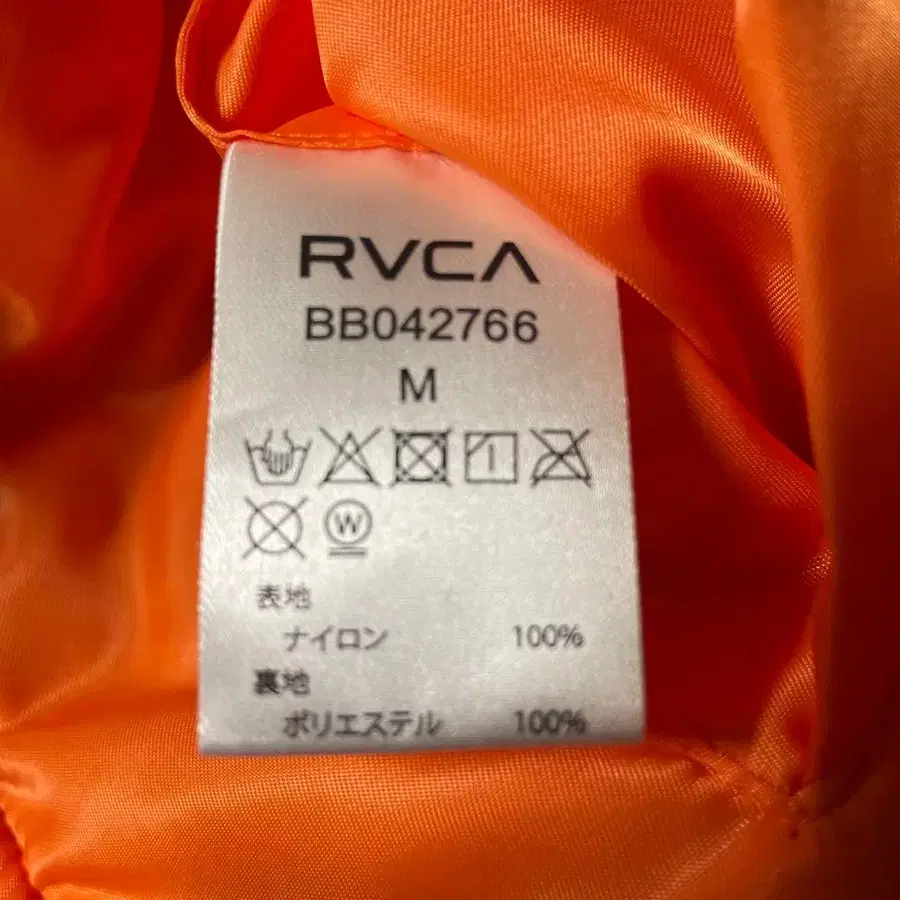 RVCA
BB042766
M
W
表地
ナイロン 100%
裏地
ポリエステル 100%